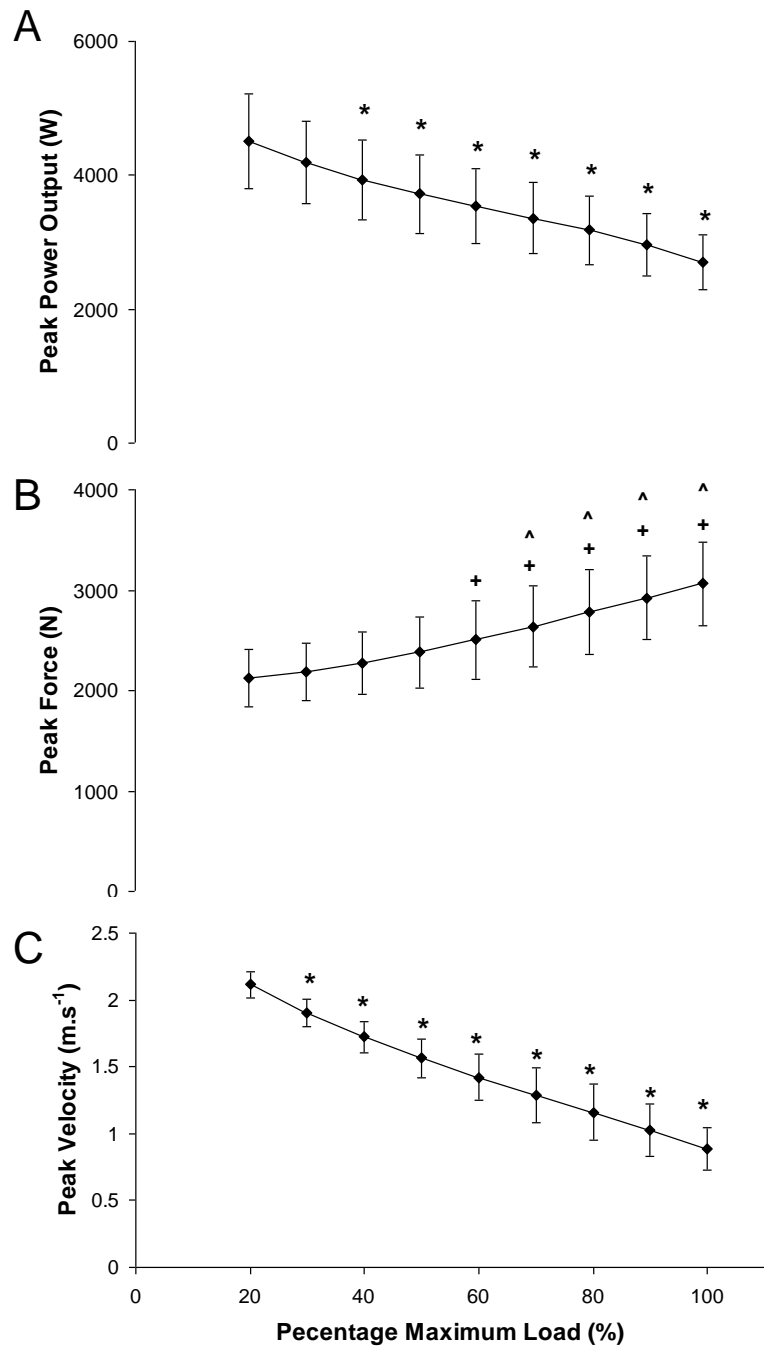 A
6000
4000
2000
0
Peak Power Output (W)
* * * * * * *
B
4000
3000
2000
1000
0
Peak Force (N)
^ ^ ^ ^
+ + + + +
C
2.5
2
1.5
1
0.5
0
Peak Velocity (m.s-1)
* * * * * * * *
0 20 40 60 80 100
Pecentage Maximum Load (%)